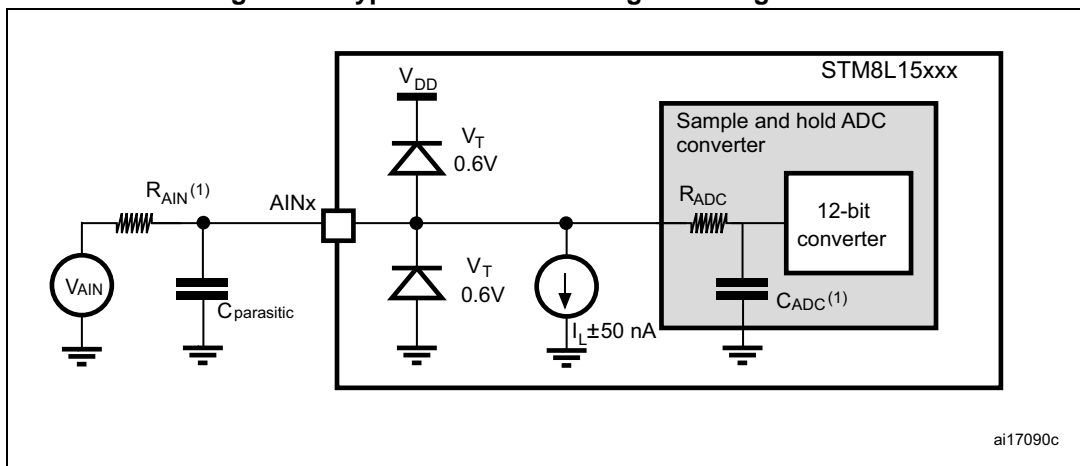 STM8L15xxx
VDD
Sample and hold ADC
converter
VT
0.6V
RAIN(1)
AINx
RADC
12-bit
converter
VAIN
Cparasitic
VT
0.6V
IL±50 nA
CADC(1)
ai17090c